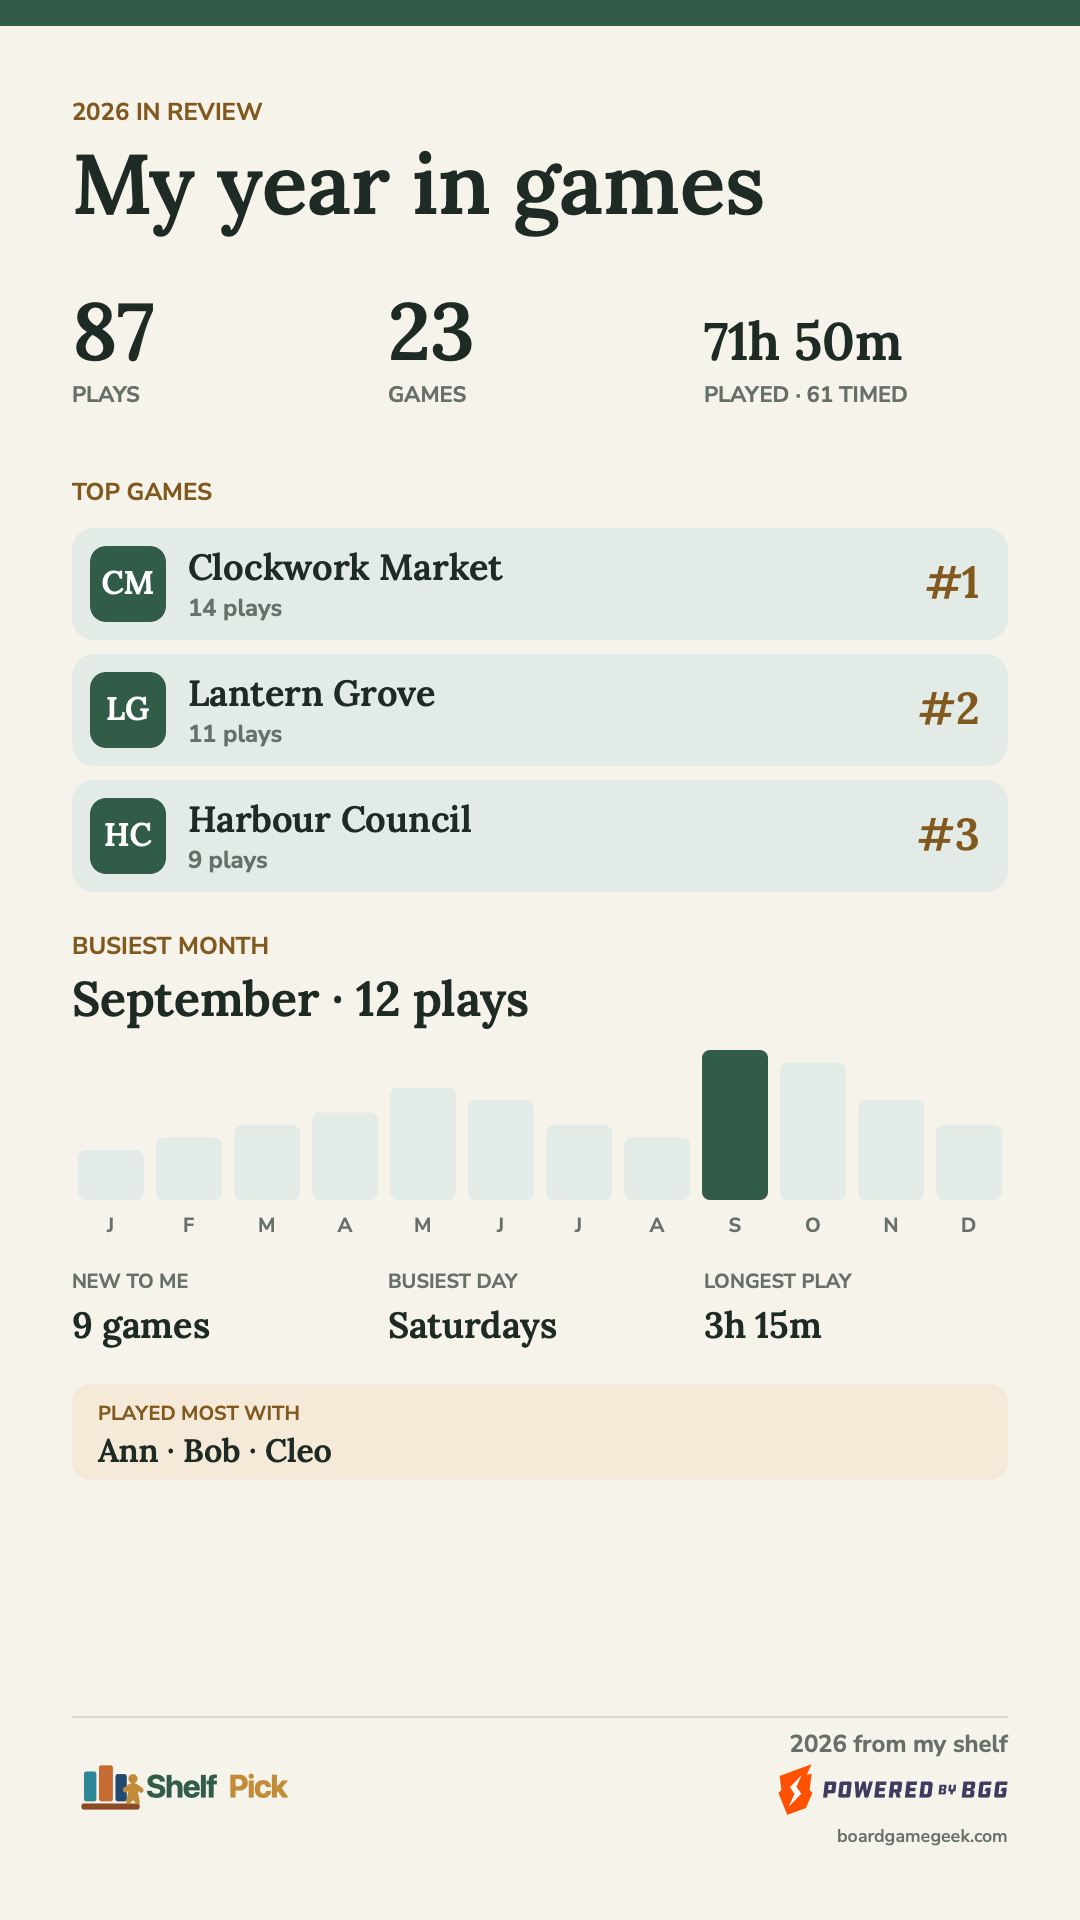 2026 IN REVIEW
My year in games
87 23 71h 50m
PLAYS GAMES PLAYED · 61 TIMED
TOP GAMES
CM Clockwork Market #1
14 plays
LG Lantern Grove #2
11 plays
HC Harbour Council #3
9 plays
BUSIEST MONTH
September · 12 plays
J F M A M J J A S O N D
NEW TO ME BUSIEST DAY LONGEST PLAY
9 games Saturdays 3h 15m
PLAYED MOST WITH
Ann · Bob · Cleo
2026 from my shelf
Shelf Pick POWERED BY BGG
boardgamegeek.com